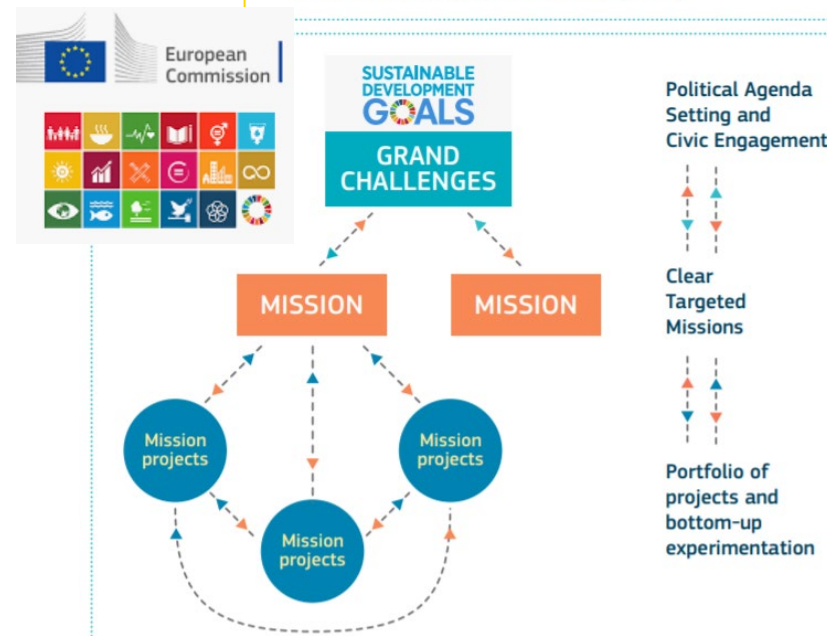 European
Commission
SUSTAINABLE
DEVELOPMENT
GOALS
GRAND
CHALLENGES
MISSION
MISSION
Mission
projects
Mission
projects
Mission
projects
Political Agenda
Setting and
Civic Engagement
Clear
Targeted
Missions
Portfolio of
projects and
bottom-up
experimentation